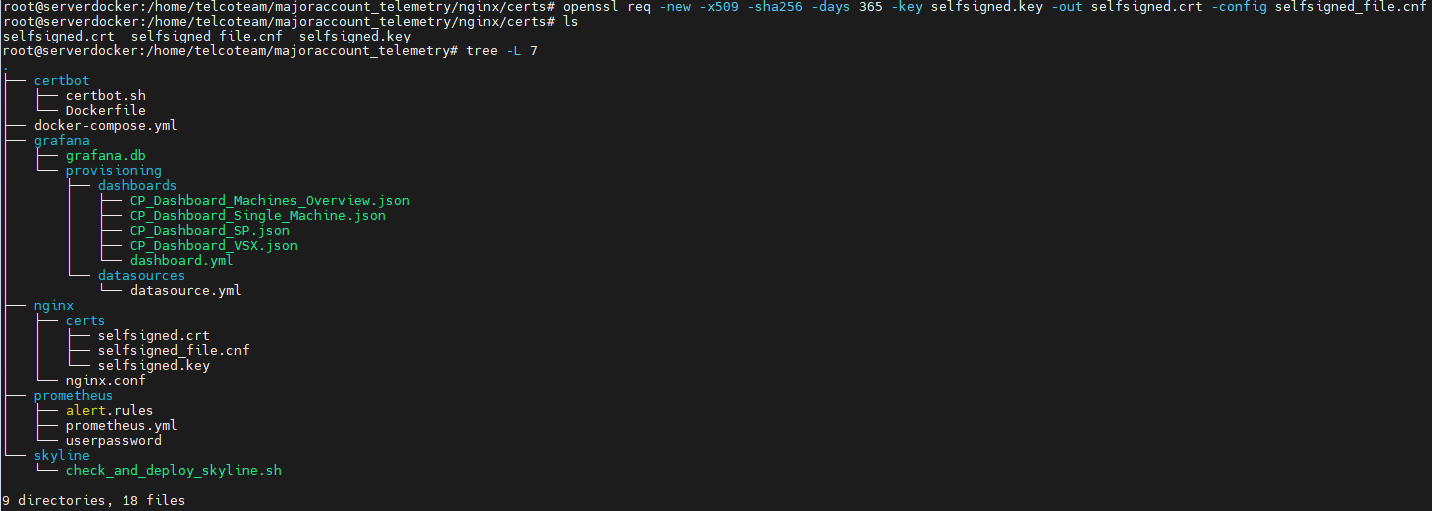 root@serverdocker:/home/telcoteam/majoraccount_telemetry/nginx/certs# openssl req -new -x509 -sha256 -days 365 -key selfsigned.key -out selfsigned.crt -config selfsigned_file.cnf
root@serverdocker:/home/telcoteam/majoraccount_telemetry/nginx/certs# ls
selfsigned.crt  selfsigned_file.cnf  selfsigned.key
root@serverdocker:/home/telcoteam/majoraccount_telemetry# tree -L 7
.
├── certbot
│   ├── certbot.sh
│   └── Dockerfile
├── docker-compose.yml
├── grafana
│   ├── grafana.db
│   └── provisioning
│       ├── dashboards
│       │   ├── CP_Dashboard_Machines_Overview.json
│       │   ├── CP_Dashboard_Single_Machine.json
│       │   ├── CP_Dashboard_SP.json
│       │   ├── CP_Dashboard_VSX.json
│       │   └── dashboard.yml
│       └── datasources
│           └── datasource.yml
├── nginx
│   ├── certs
│   │   ├── selfsigned.crt
│   │   ├── selfsigned_file.cnf
│   │   └── selfsigned.key
│   └── nginx.conf
├── prometheus
│   ├── alert.rules
│   ├── prometheus.yml
│   └── userpassword
└── skyline
    └── check_and_deploy_skyline.sh

9 directories, 18 files